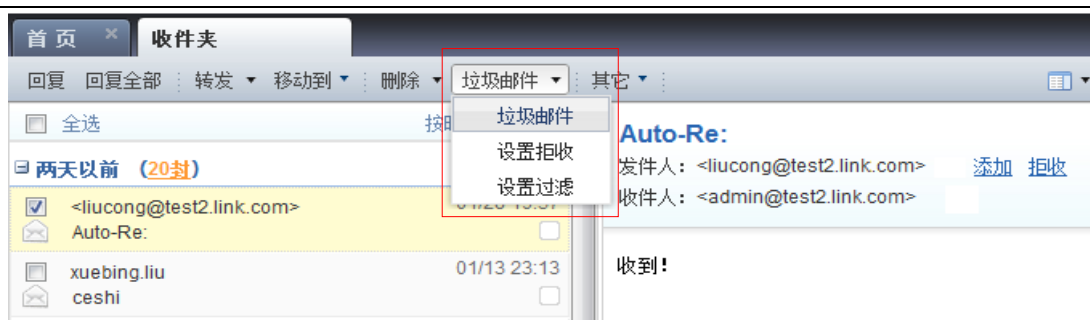 首 页 × 收件夹
回复 回复全部 转发 移动到 删除 垃圾邮件 其它
全选
垃圾邮件
设置拒收
设置过滤
两天以前 (20封)
<liucong@test2.link.com>
Auto-Re:
xuebing.liu 01/13 23:13
ceshi
Auto-Re:
发件人: <liucong@test2.link.com> 添加 拒收
收件人: <admin@test2.link.com>
收到!